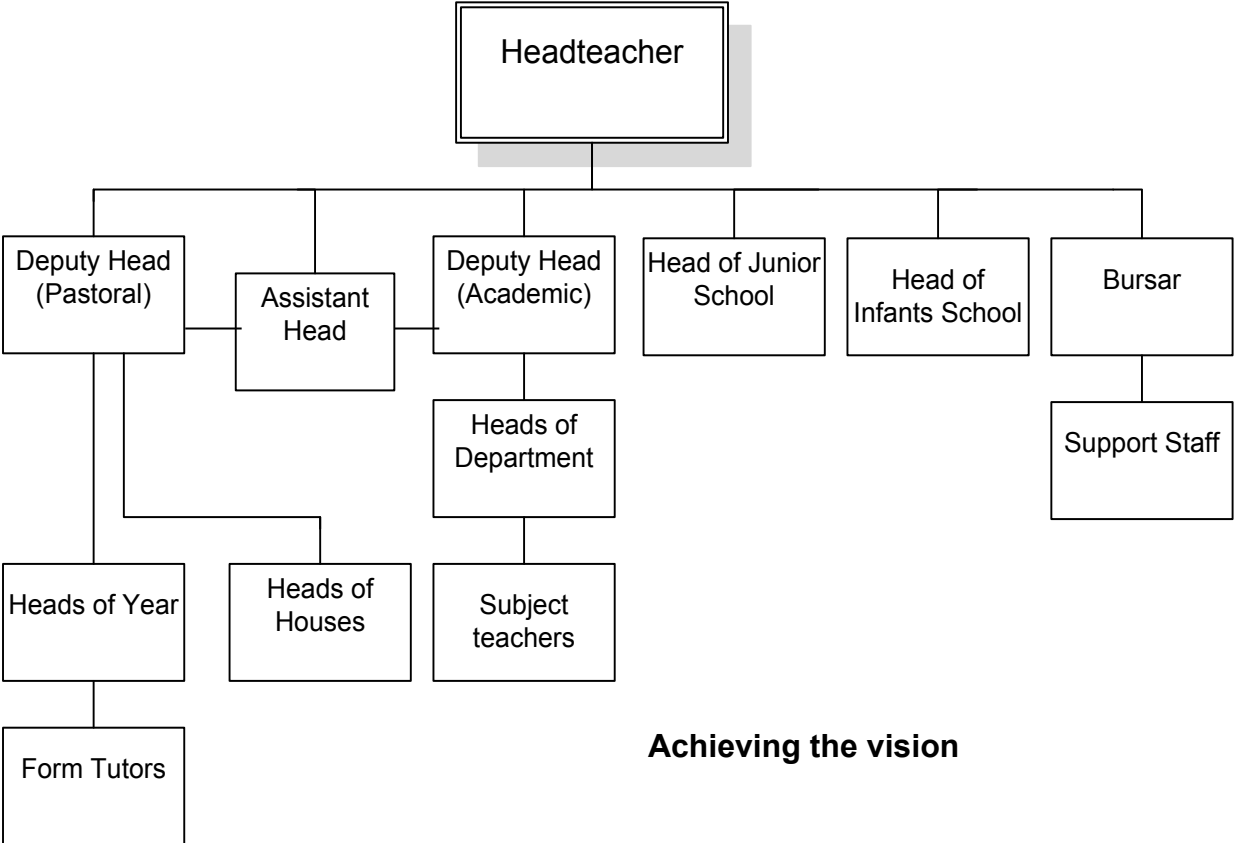 Headteacher
Deputy Head
(Pastoral)
Assistant
Head
Deputy Head
(Academic)
Head of Junior
School
Head of
Infants School
Bursar
Heads of
Department
Support Staff
Heads of Year
Heads of
Houses
Subject
teachers
Form Tutors
Achieving the vision